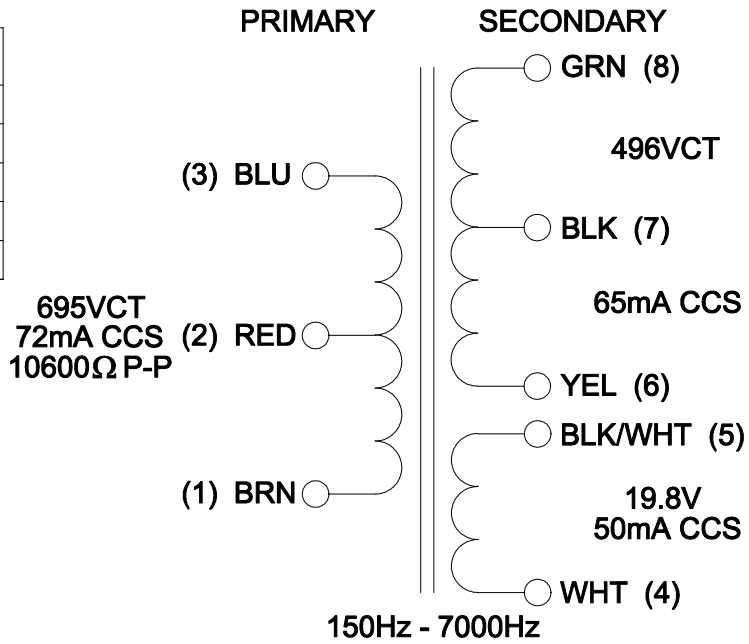 PRIMARY
SECONDARY
GRN (8)
496VCT
(3) BLU
BLK (7)
695VCT
72mA CCS
10600Ω P-P
(2) RED
65mA CCS
YEL (6)
BLK/WHT (5)
(1) BRN
19.8V
50mA CCS
WHT (4)
150Hz - 7000Hz